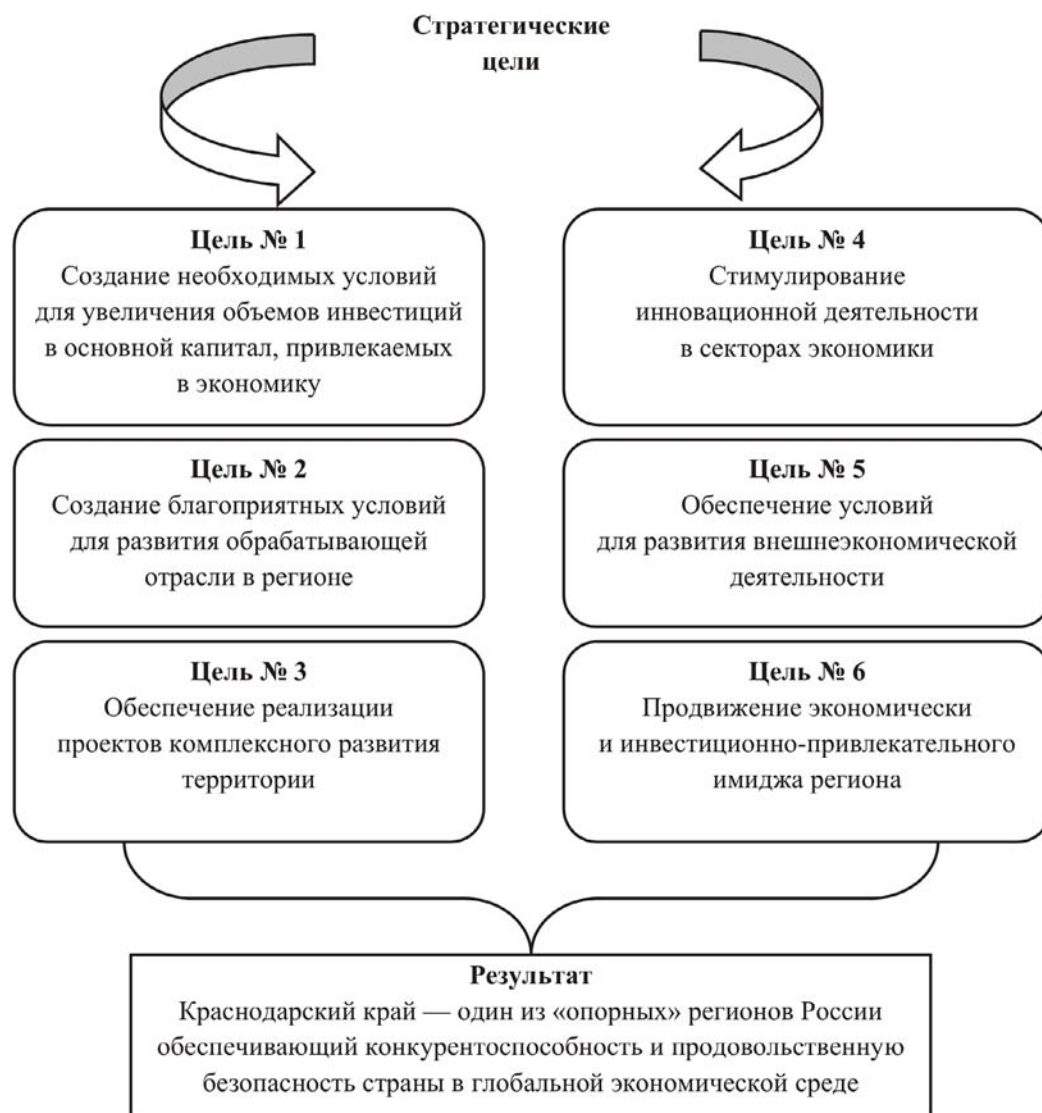 Стратегические
цели
Цель № 1
Создание необходимых условий
для увеличения объемов инвестиций
в основной капитал, привлекаемых
в экономику
Цель № 2
Создание благоприятных условий
для развития обрабатывающей
отрасли в регионе
Цель № 3
Обеспечение реализации
проектов комплексного развития
территории
Цель № 4
Стимулирование
инновационной деятельности
в секторах экономики
Цель № 5
Обеспечение условий
для развития внешнеэкономической
деятельности
Цель № 6
Продвижение экономически
и инвестиционно-привлекательного
имиджа региона
Результат
Краснодарский край — один из «опорных» регионов России
обеспечивающий конкурентоспособность и продовольственную
безопасность страны в глобальной экономической среде